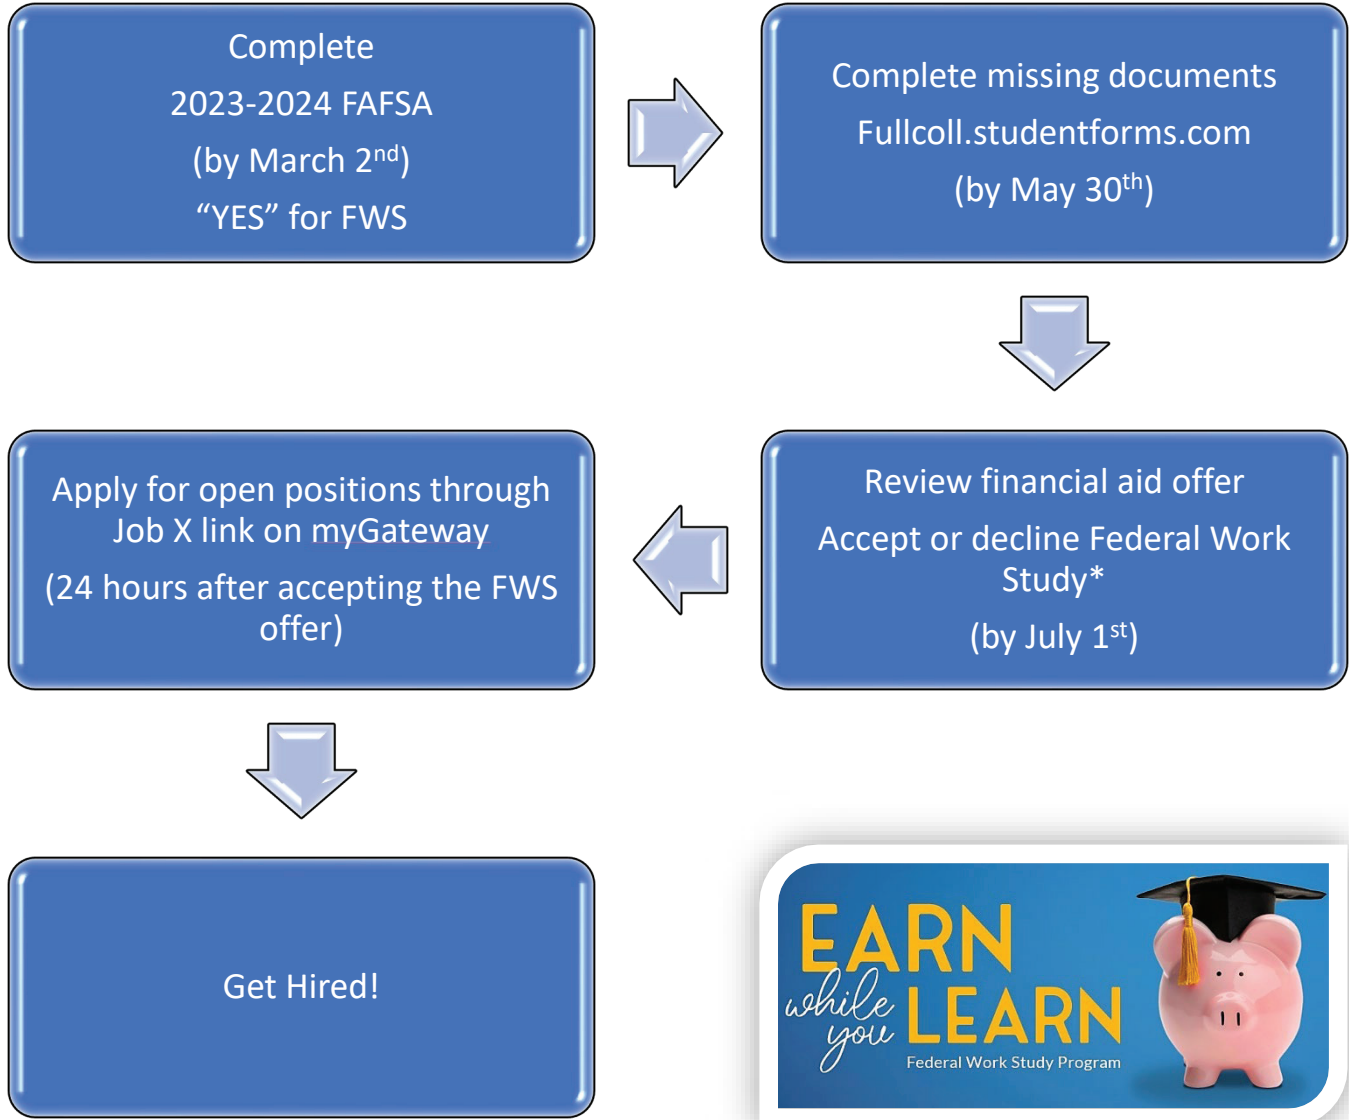 Complete
2023-2024 FAFSA
(by March 2nd)
“YES” for FWS
Complete missing documents
Fullcoll.studentforms.com
(by May 30th)
Review financial aid offer
Accept or decline Federal Work
Study*
(by July 1st)
Apply for open positions through
Job X link on myGateway
(24 hours after accepting the FWS
offer)
Get Hired!
EARN
while
you LEARN
Federal Work Study Program